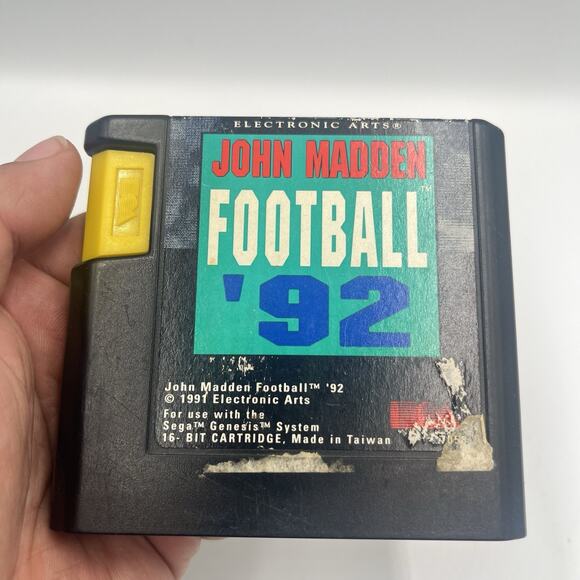 ELECTRONIC ARTS®
JOHN MADDEN
FOOTBALL™
'92
John Madden Football™ '92
© 1991 Electronic Arts
For use with the
Sega™ Genesis™ System
16- BIT CARTRIDGE, Made in Taiwan